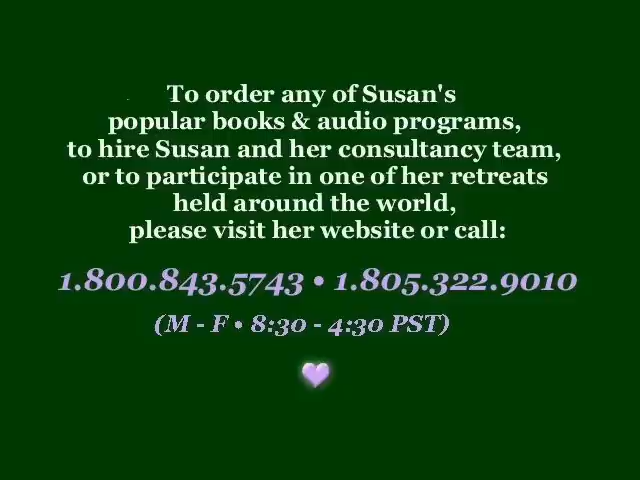 To order any of Susan's
popular books & audio programs,
to hire Susan and her consultancy team,
or to participate in one of her retreats
held around the world,
please visit her website or call:
1.800.843.5743 • 1.805.322.9010
(M - F • 8:30 - 4:30 PST)